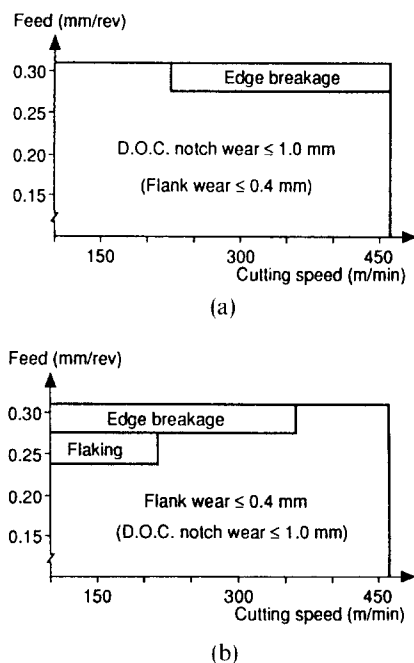 Feed (mm/rev)
0.30
Edge breakage
0.25
0.20
D.O.C. notch wear ≤ 1.0 mm
(Flank wear ≤ 0.4 mm)
0.15
150 300 450
Cutting speed (m/min)
(a)
Feed (mm/rev)
0.30
Edge breakage
0.25
Flaking
0.20
Flank wear ≤ 0.4 mm
(D.O.C. notch wear ≤ 1.0 mm)
0.15
150 300 450
Cutting speed (m/min)
(b)